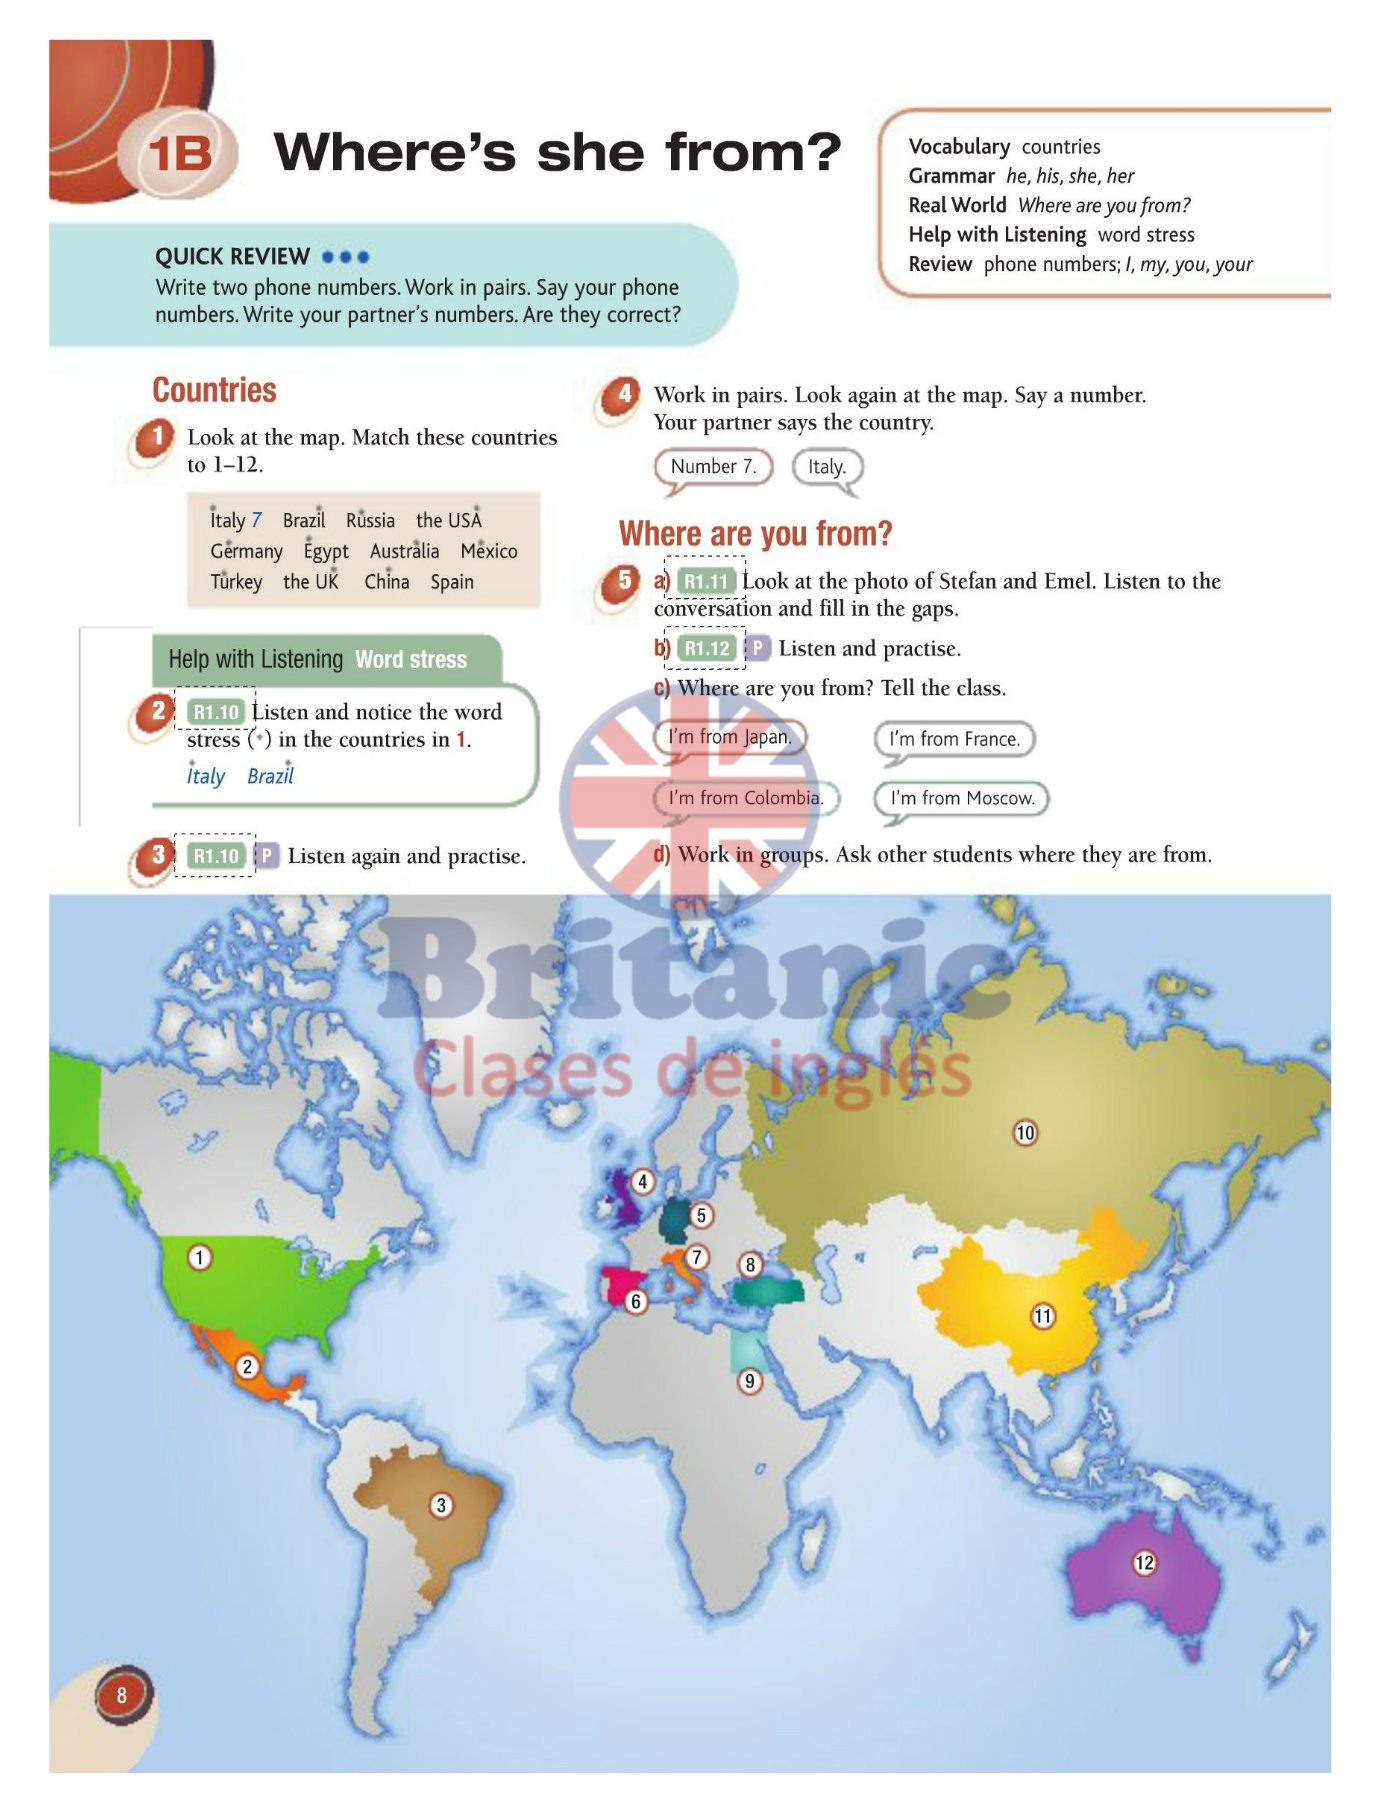 1B Where's she from?
Vocabulary countries
Grammar he, his, she, her
Real World Where are you from?
Help with Listening word stress
Review phone numbers; I, my, you, your
QUICK REVIEW •••
Write two phone numbers. Work in pairs. Say your phone
numbers. Write your partner's numbers. Are they correct?
Countries
1 Look at the map. Match these countries
to 1–12.
Italy 7 Brazil Russia the USA
Germany Egypt Australia Mexico
Turkey the UK China Spain
Help with Listening Word stress
2 R1.10 Listen and notice the word
stress (•) in the countries in 1.
Italy Brazil
3 R1.10 P Listen again and practise.
4 Work in pairs. Look again at the map. Say a number.
Your partner says the country.
Number 7. Italy.
Where are you from?
5 a) R1.11 Look at the photo of Stefan and Emel. Listen to the
conversation and fill in the gaps.
b) R1.12 P Listen and practise.
c) Where are you from? Tell the class.
I'm from Japan. I'm from France.
I'm from Colombia. I'm from Moscow.
d) Work in groups. Ask other students where they are from.
Britanic
Clases de inglés
10
4
5
1
7
8
6
11
2
9
3
12
8